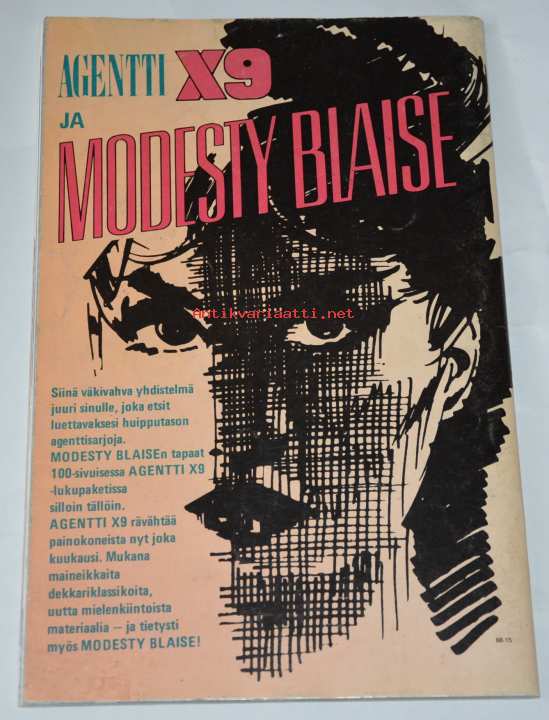 AGENTTI X9
JA
MODESTY BLAISE
Antikvariaatti.net
Siinä väkivahva yhdistelmä
juuri sinulle, joka etsit
luettavaksesi huipputason
agenttisarjoja.
MODESTY BLAISEn tapaat
100-sivuisessa AGENTTI X9
-lukupaketissa
silloin tällöin.
AGENTTI X9 rävähtää
painokoneista nyt joka
kuukausi. Mukana
maineikkaita
dekkariklassikoita,
uutta mielenkiintoista
materiaalia — ja tietysti
myös MODESTY BLAISE!